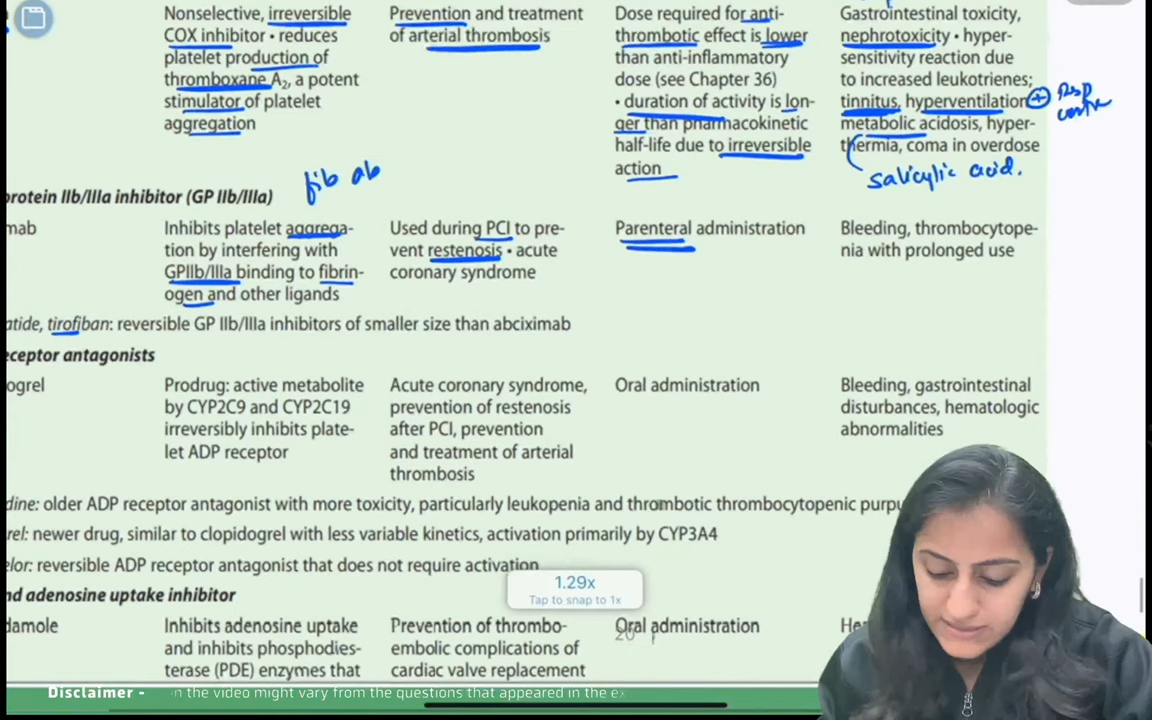 Nonselective, irreversible
COX inhibitor • reduces
platelet production of
thromboxane A2, a potent
stimulator of platelet
aggregation
Prevention and treatment
of arterial thrombosis
Dose required for anti-
thrombotic effect is lower
than anti-inflammatory
dose (see Chapter 36)
• duration of activity is lon-
ger than pharmacokinetic
half-life due to irreversible
action
Gastrointestinal toxicity,
nephrotoxicity • hyper-
sensitivity reaction due
to increased leukotrienes;
tinnitus, hyperventilation
metabolic acidosis, hyper-
thermia, coma in overdose
+ Resp
centre
salicylic acid.
fib ab
protein IIb/IIIa inhibitor (GP IIb/IIIa)
mab
Inhibits platelet aggrega-
tion by interfering with
GPIIb/IIIa binding to fibrin-
ogen and other ligands
Used during PCI to pre-
vent restenosis • acute
coronary syndrome
Parenteral administration
Bleeding, thrombocytope-
nia with prolonged use
atide, tirofiban: reversible GP IIb/IIIa inhibitors of smaller size than abciximab
eceptor antagonists
ogrel
Prodrug: active metabolite
by CYP2C9 and CYP2C19
irreversibly inhibits plate-
let ADP receptor
Acute coronary syndrome,
prevention of restenosis
after PCI, prevention
and treatment of arterial
thrombosis
Oral administration
Bleeding, gastrointestinal
disturbances, hematologic
abnormalities
dine: older ADP receptor antagonist with more toxicity, particularly leukopenia and thrombotic thrombocytopenic purpu
rel: newer drug, similar to clopidogrel with less variable kinetics, activation primarily by CYP3A4
elor: reversible ADP receptor antagonist that does not require activation
1.29x
Tap to snap to 1x
nd adenosine uptake inhibitor
damole
Inhibits adenosine uptake
and inhibits phosphodies-
terase (PDE) enzymes that
Prevention of thrombo-
embolic complications of
cardiac valve replacement
Oral administration
He
Disclaimer - in the video might vary from the questions that appeared in the ex